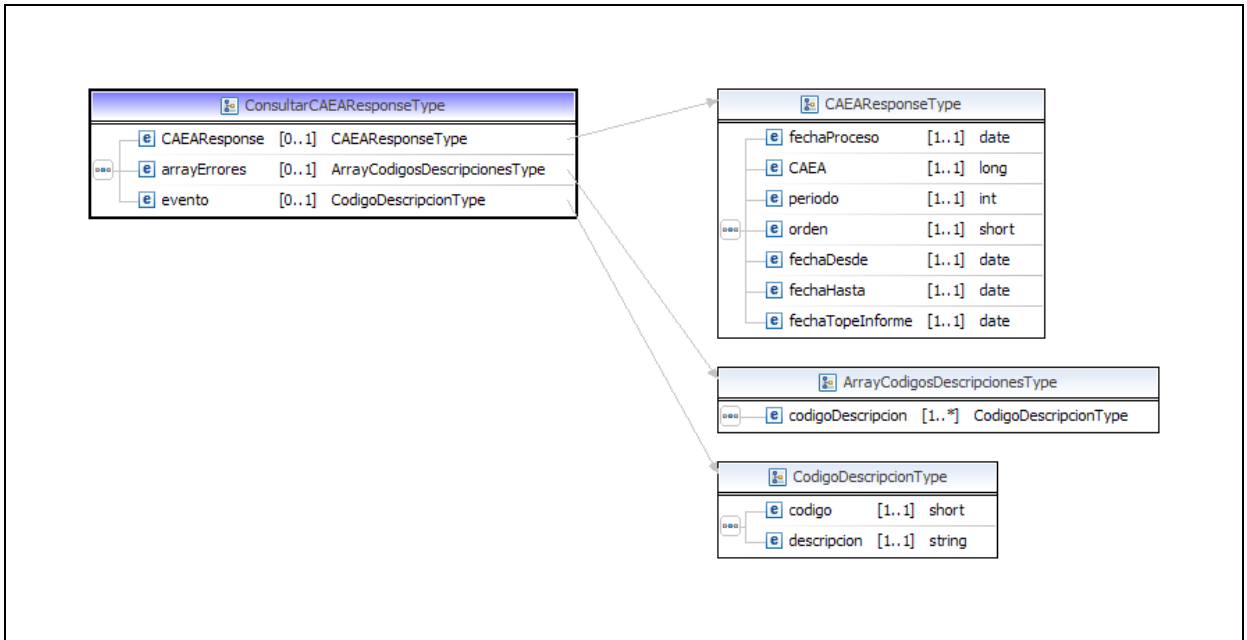 ConsultarCAEAResponseType
CAEAResponse [0..1] CAEAResponseType
arrayErrores [0..1] ArrayCodigosDescripcionesType
evento [0..1] CodigoDescripcionType
CAEAResponseType
fechaProceso [1..1] date
CAEA [1..1] long
periodo [1..1] int
orden [1..1] short
fechaDesde [1..1] date
fechaHasta [1..1] date
fechaTopeInforme [1..1] date
ArrayCodigosDescripcionesType
codigoDescripcion [1..*] CodigoDescripcionType
CodigoDescripcionType
codigo [1..1] short
descripcion [1..1] string